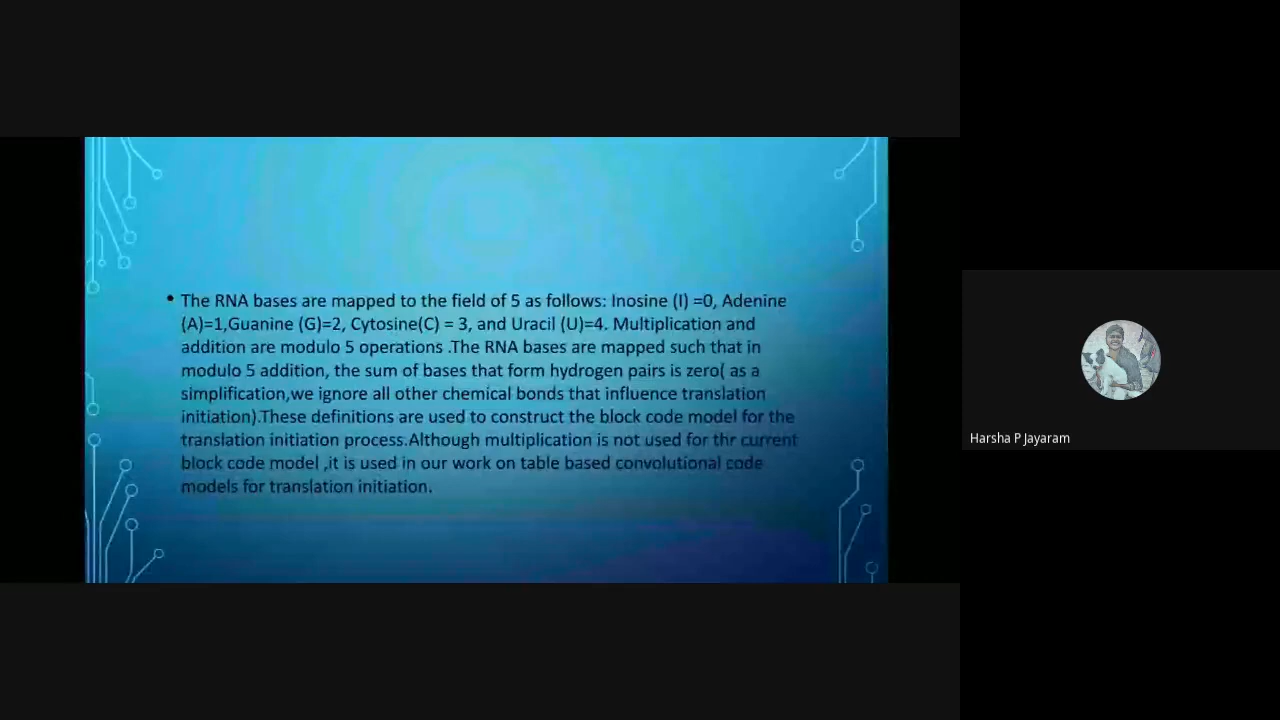 • The RNA bases are mapped to the field of 5 as follows: Inosine (I) =0, Adenine
(A)=1,Guanine (G)=2, Cytosine(C) = 3, and Uracil (U)=4. Multiplication and
addition are modulo 5 operations .The RNA bases are mapped such that in
modulo 5 addition, the sum of bases that form hydrogen pairs is zero( as a
simplification,we ignore all other chemical bonds that influence translation
initiation).These definitions are used to construct the block code model for the
translation initiation process.Although multiplication is not used for thr current
block code model ,it is used in our work on table based convolutional code
models for translation initiation.
Harsha P Jayaram